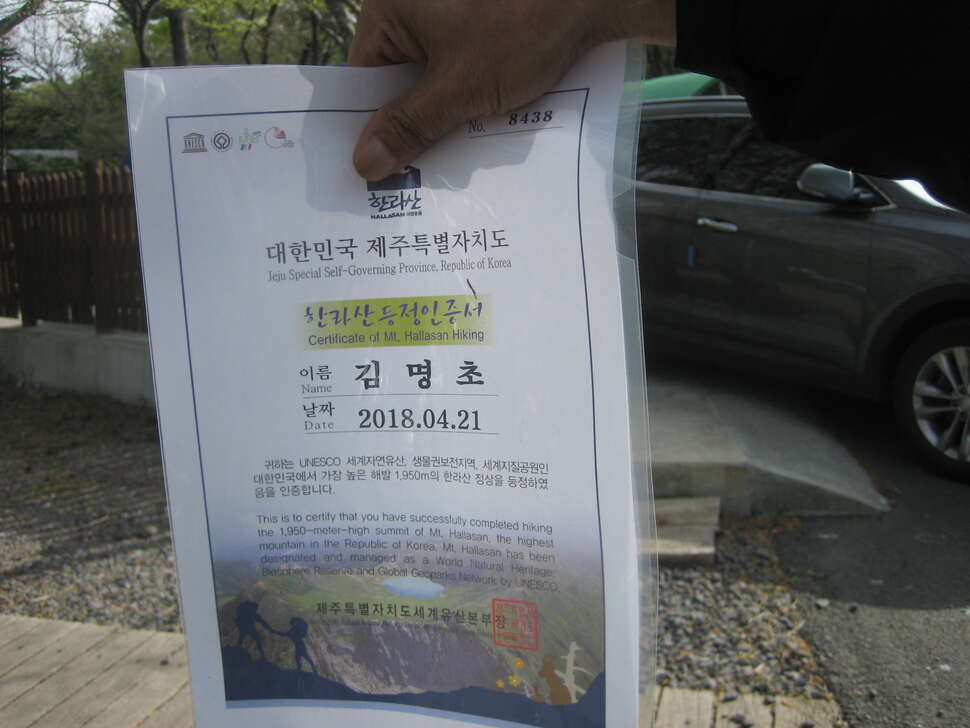 No. 8438
UNESCO
한라산
HALLASAN
대한민국 제주특별자치도
Jeju Special Self-Governing Province, Republic of Korea
한라산등정인증서
Certificate of Mt. Hallasan Hiking
이름 김 명 초
Name
날짜 2018.04.21
Date
귀하는 UNESCO 세계자연유산, 생물권보전지역, 세계지질공원인
대한민국에서 가장 높은 해발 1,950m의 한라산 정상을 등정하였
음을 인증합니다.
This is to certify that you have successfully completed hiking
the 1,950-meter-high summit of Mt. Hallasan, the highest
mountain in the Republic of Korea. Mt. Hallasan has been
designated and managed as a World Natural Heritage,
Biosphere Reserve and Global Geoparks Network by UNESCO.
제주특별자치도세계유산본부장